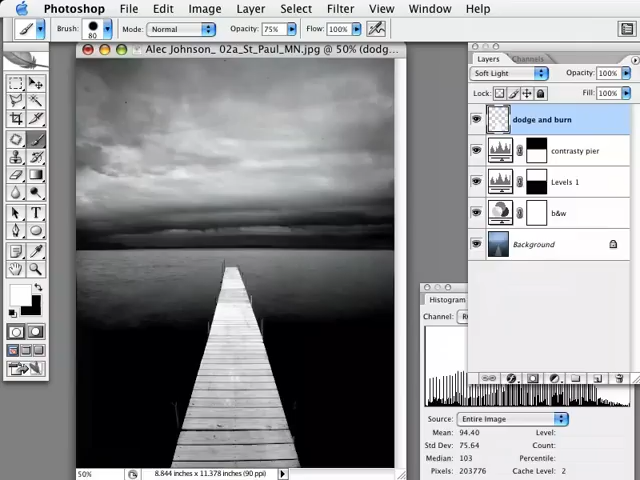 Photoshop File Edit Image Layer Select Filter View Window Help
Brush: 80 Mode: Normal Opacity: 75% Flow: 100%
Alec Johnson_ 02a_St_Paul_MN.jpg @ 50% (dodg...
Layers Channels
Soft Light Opacity: 100%
Lock: Fill: 100%
dodge and burn
contrasty pier
Levels 1
b&w
Background
Histogram
Channel:
Source: Entire Image
Mean: 94.40 Level:
Std Dev: 75.64 Count:
Median: 103 Percentile:
Pixels: 203776 Cache Level: 2
50% 8.844 inches x 11.378 inches (90 ppi)